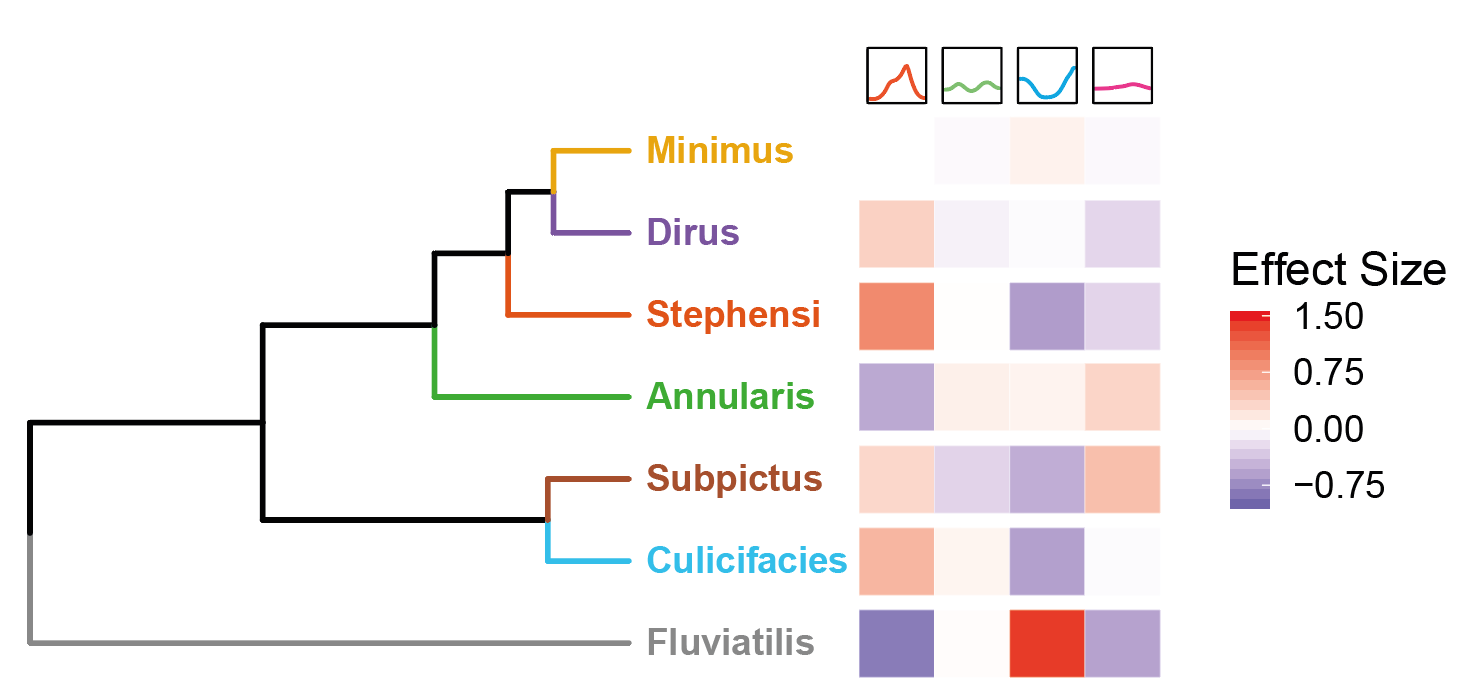 Minimus
Dirus
Stephensi
Annularis
Subpictus
Culicifacies
Fluviatilis
Effect Size
1.50
0.75
0.00
−0.75